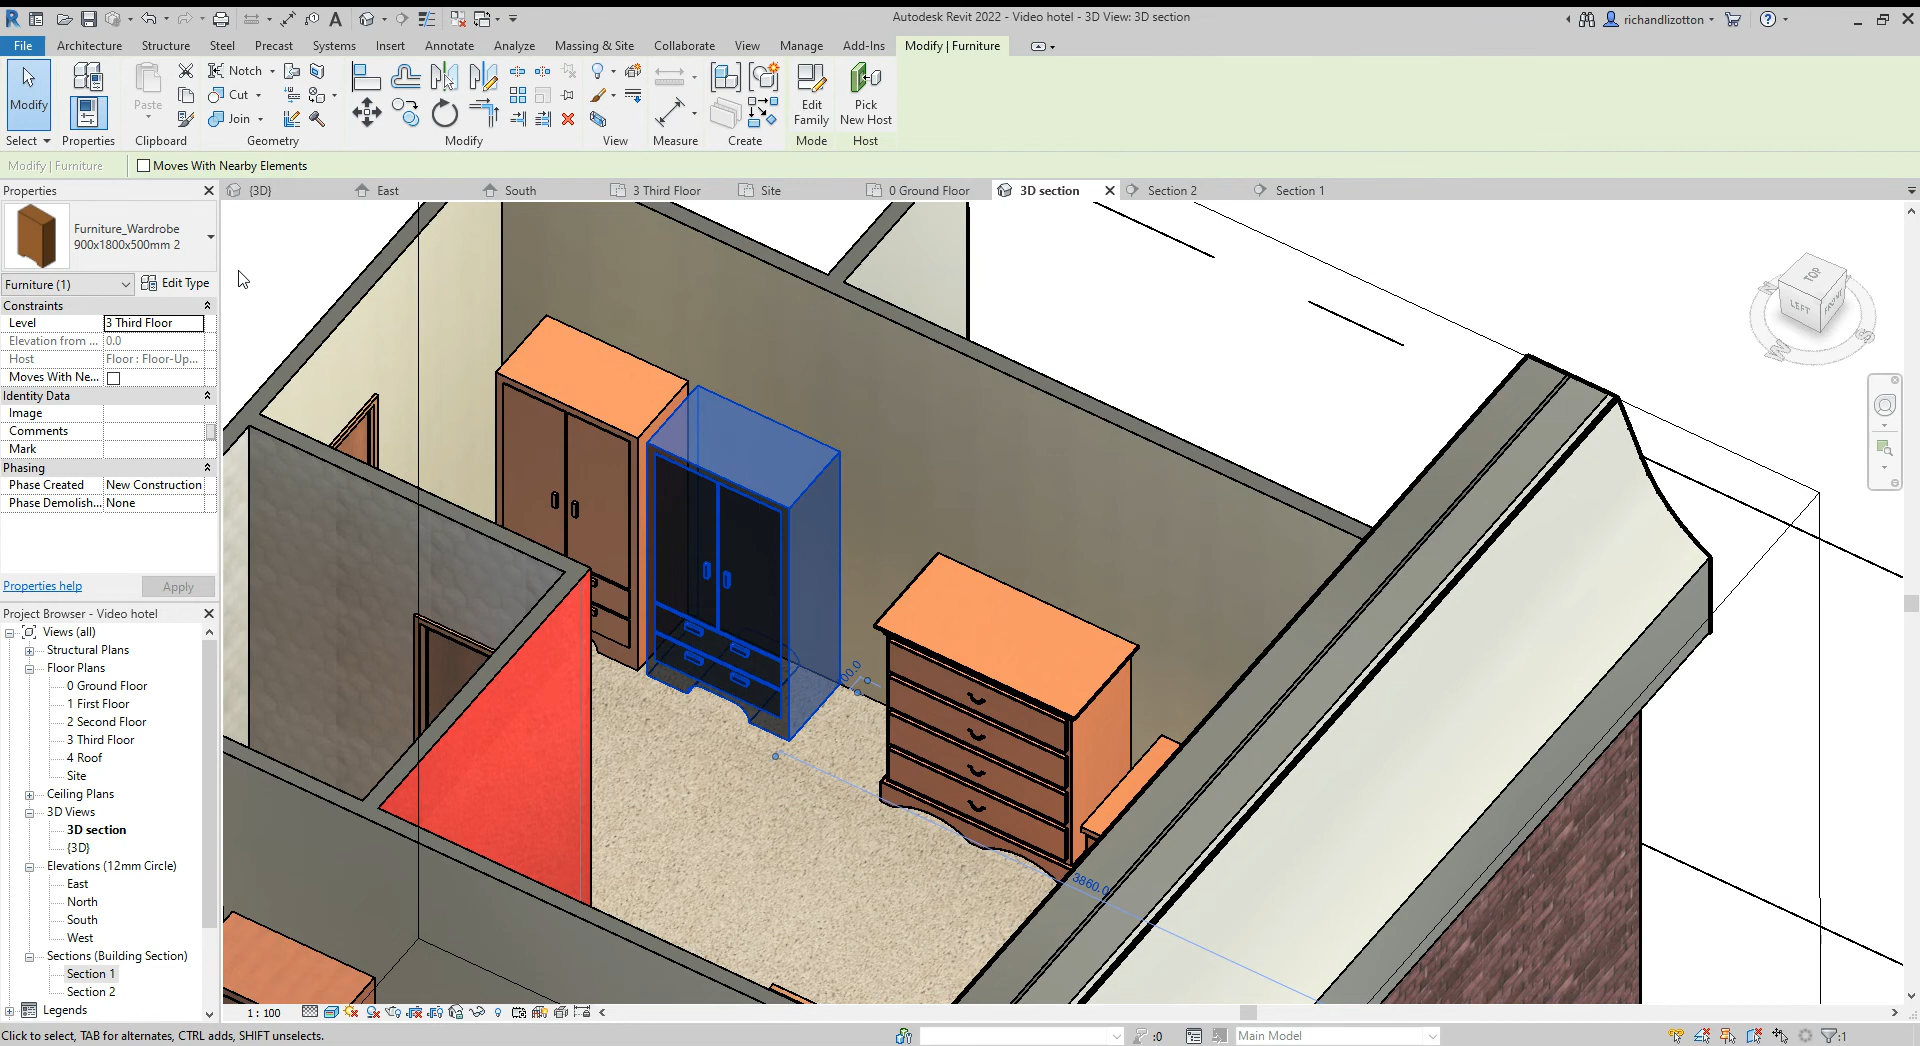 Autodesk Revit 2022 - Video hotel - 3D View: 3D section
richandlizotton
File Architecture Structure Steel Precast Systems Insert Annotate Analyze Massing & Site Collaborate View Manage Add-Ins Modify | Furniture
Modify
Paste
Notch
Cut
Join
Edit Family
Pick New Host
Select Properties Clipboard Geometry Modify View Measure Create Mode Host
Modify | Furniture Moves With Nearby Elements
Properties
{3D} East South 3 Third Floor Site 0 Ground Floor 3D section Section 2 Section 1
Furniture_Wardrobe
900x1800x500mm 2
Furniture (1) Edit Type
Constraints
Level 3 Third Floor
Elevation from ... 0.0
Host Floor : Floor-Up...
Moves With Ne...
Identity Data
Image
Comments
Mark
Phasing
Phase Created New Construction
Phase Demolish... None
Properties help Apply
Project Browser - Video hotel
Views (all)
Structural Plans
Floor Plans
0 Ground Floor
1 First Floor
2 Second Floor
3 Third Floor
4 Roof
Site
Ceiling Plans
3D Views
3D section
{3D}
Elevations (12mm Circle)
East
North
South
West
Sections (Building Section)
Section 1
Section 2
Legends
TOP
LEFT
FRONT
W
S
3860.0
1 : 100
Click to select, TAB for alternates, CTRL adds, SHIFT unselects.
:0
Main Model
:1